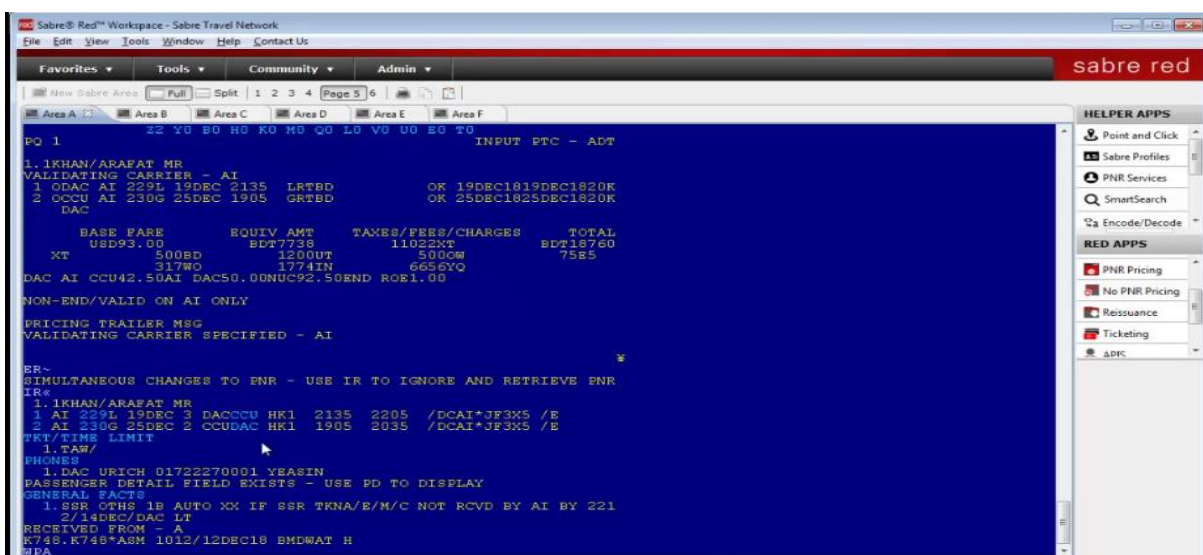 Sabre® Red™ Workspace - Sabre Travel Network
File Edit View Tools Window Help Contact Us
Favorites Tools Community Admin
sabre red
New Sabre Area Full Split 1 2 3 4 Page 5 6
Area A Area B Area C Area D Area E Area F
Z2 Y0 B0 H0 K0 M0 Q0 L0 V0 U0 E0 T0
PQ 1 INPUT PTC - ADT
1.1KHAN/ARAFAT MR
VALIDATING CARRIER - AI
1 ODAC AI 229L 19DEC 2135 LRTBD OK 19DEC1819DEC1820K
2 OCCU AI 230G 25DEC 1905 GRTBD OK 25DEC1825DEC1820K
DAC
BASE FARE EQUIV AMT TAXES/FEES/CHARGES TOTAL
USD93.00 BDT7738 11022XT BDT18760
XT 500BD 1200UT 500OW 75E5
317WO 1774IN 6656YQ
DAC AI CCU42.50AI DAC50.00NUC92.50END ROE1.00
NON-END/VALID ON AI ONLY
PRICING TRAILER MSG
VALIDATING CARRIER SPECIFIED - AI
¥
ER~
SIMULTANEOUS CHANGES TO PNR - USE IR TO IGNORE AND RETRIEVE PNR
IR«
1.1KHAN/ARAFAT MR
1 AI 229L 19DEC 3 DACCCU HK1 2135 2205 /DCAI*JF3X5 /E
2 AI 230G 25DEC 2 CCUDAC HK1 1905 2035 /DCAI*JF3X5 /E
TKT/TIME LIMIT
1.TAW/
PHONES
1.DAC URICH 01722270001 YEASIN
PASSENGER DETAIL FIELD EXISTS - USE PD TO DISPLAY
GENERAL FACTS
1.SSR OTHS 1B AUTO XX IF SSR TKNA/E/M/C NOT RCVD BY AI BY 221
2/14DEC/DAC LT
RECEIVED FROM - A
K748.K748*ASM 1012/12DEC18 BMDWAT H
HELPER APPS
Point and Click
Sabre Profiles
PNR Services
SmartSearch
Encode/Decode
RED APPS
PNR Pricing
No PNR Pricing
Reissuance
Ticketing
APIS